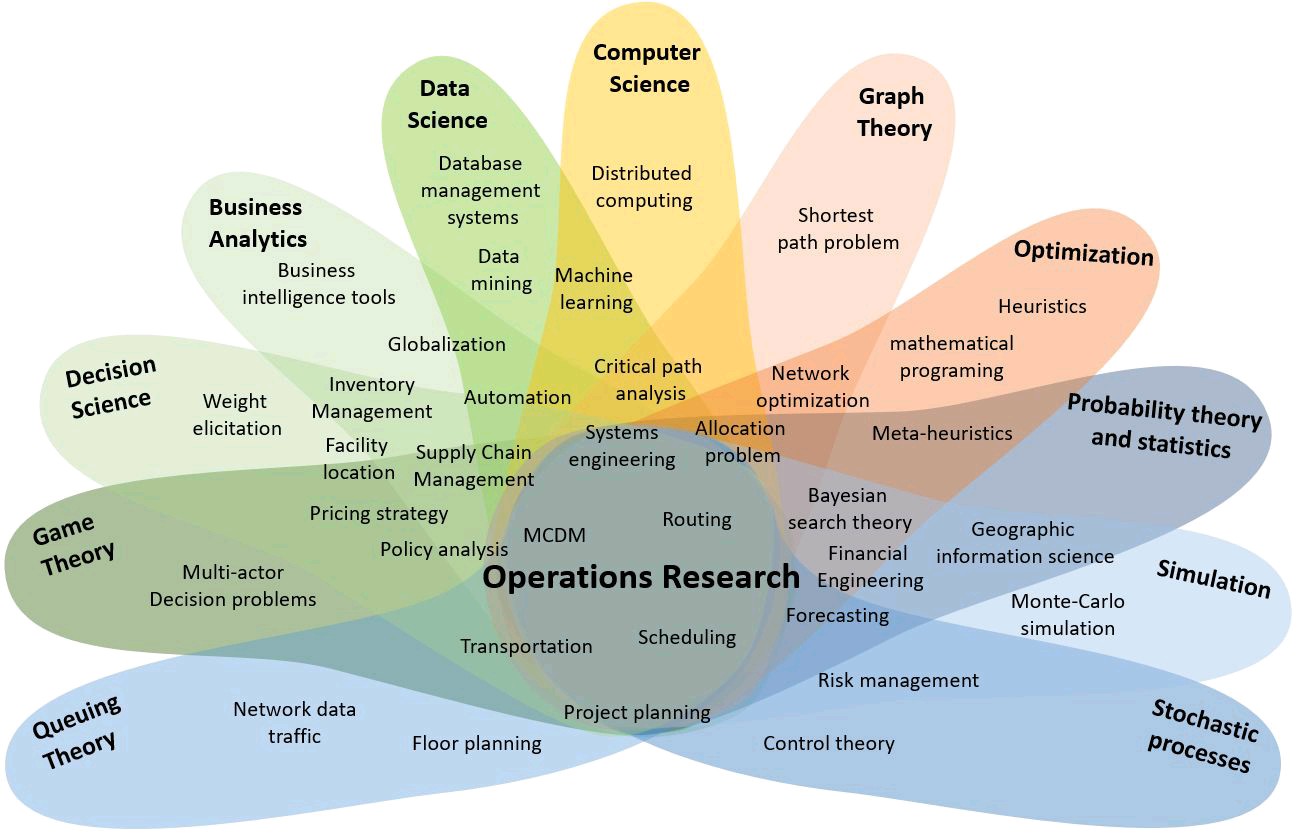 Computer
Science
Data
Science
Graph
Theory
Database
management
systems
Distributed
computing
Business
Analytics
Shortest
path problem
Optimization
Business
intelligence tools
Data
mining
Machine
learning
Heuristics
Globalization
mathematical
programing
Decision
Science
Weight
elicitation
Inventory
Management
Automation
Critical path
analysis
Network
optimization
Probability theory
and statistics
Facility
location
Supply Chain
Management
Systems
engineering
Allocation
problem
Meta-heuristics
Game
Theory
Pricing strategy
Policy analysis
MCDM
Routing
Bayesian
search theory
Geographic
information science
Multi-actor
Decision problems
Operations Research
Financial
Engineering
Simulation
Forecasting
Monte-Carlo
simulation
Transportation
Scheduling
Risk management
Queuing
Theory
Network data
traffic
Floor planning
Project planning
Control theory
Stochastic
processes